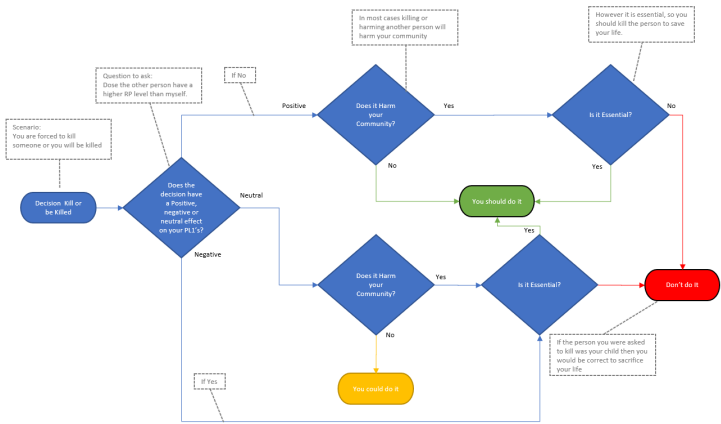 In most cases killing or
harming another person will
harm your community
However it is essential, so you
should kill the person to save
your life.
Question to ask:
Dose the other person have a
higher RP level than myself.
If No
Scenario:
You are forced to kill
someone or you will be killed
Positive
Does it Harm
your
Community?
Yes
Is it Essential?
No
No
Yes
Decision Kill or
be Killed
Does the
decision have
a Positive,
negative or
neutral effect
on your PL1's?
Neutral
You should do it
Yes
Negative
Does it Harm
your
Community?
Yes
Is it Essential?
Don't do It
No
If the person you were asked
to kill was your child then you
would be correct to sacrifice
your life
If Yes
You could do it